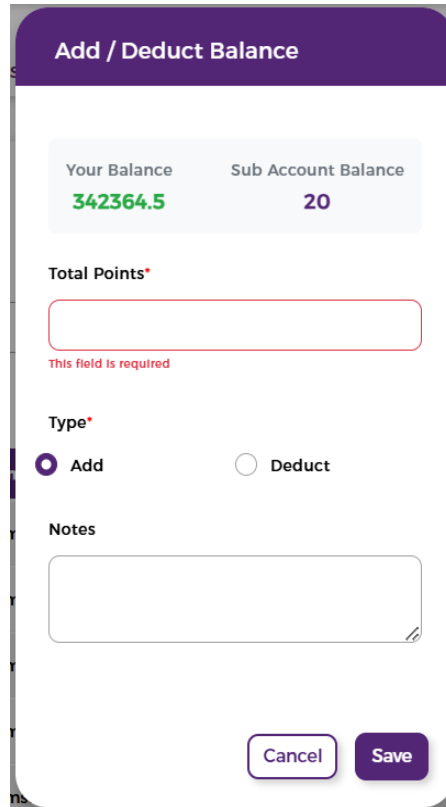 Add / Deduct Balance
Your Balance
Sub Account Balance
342364.5
20
Total Points*
This field is required
Type*
Add
Deduct
Notes
Cancel
Save
ms